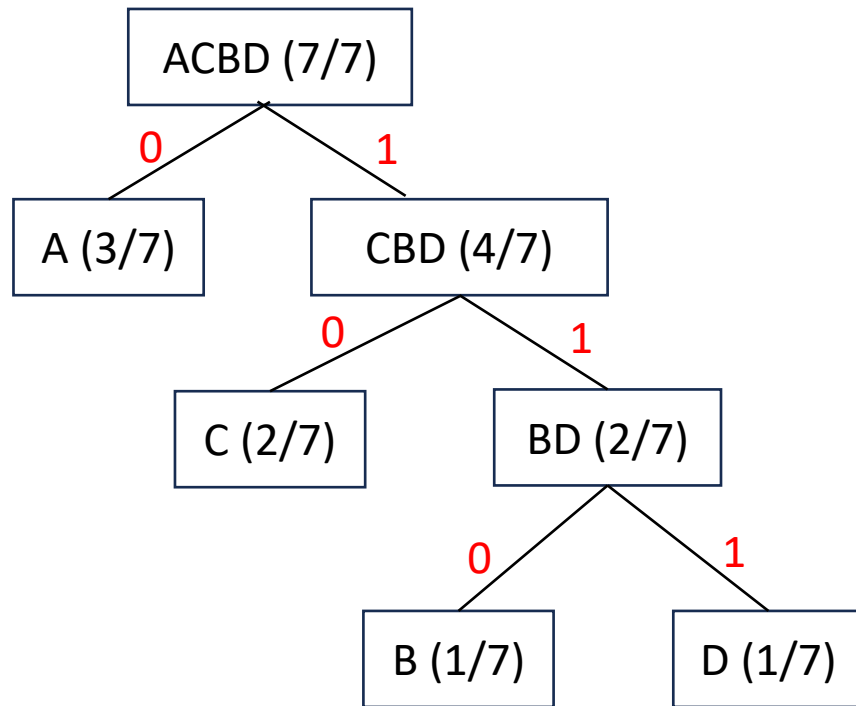 ACBD (7/7)
0
1
A (3/7)
CBD (4/7)
0
1
C (2/7)
BD (2/7)
0
1
B (1/7)
D (1/7)